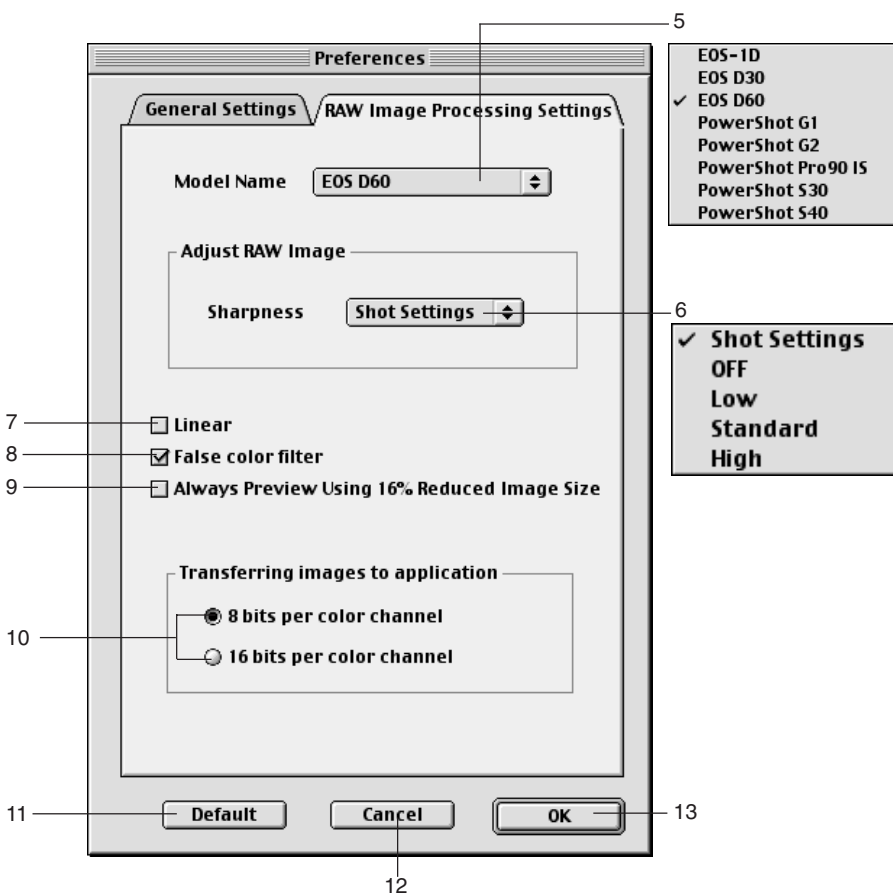 5
Preferences
General Settings
RAW Image Processing Settings
Model Name
EOS D60
EOS-1D
EOS D30
✓ EOS D60
PowerShot G1
PowerShot G2
PowerShot Pro90 IS
PowerShot S30
PowerShot S40
Adjust RAW Image
Sharpness
Shot Settings
6
✓ Shot Settings
OFF
Low
Standard
High
7
Linear
8
False color filter
9
Always Preview Using 16% Reduced Image Size
Transferring images to application
10
8 bits per color channel
16 bits per color channel
11
Default
Cancel
OK
13
12